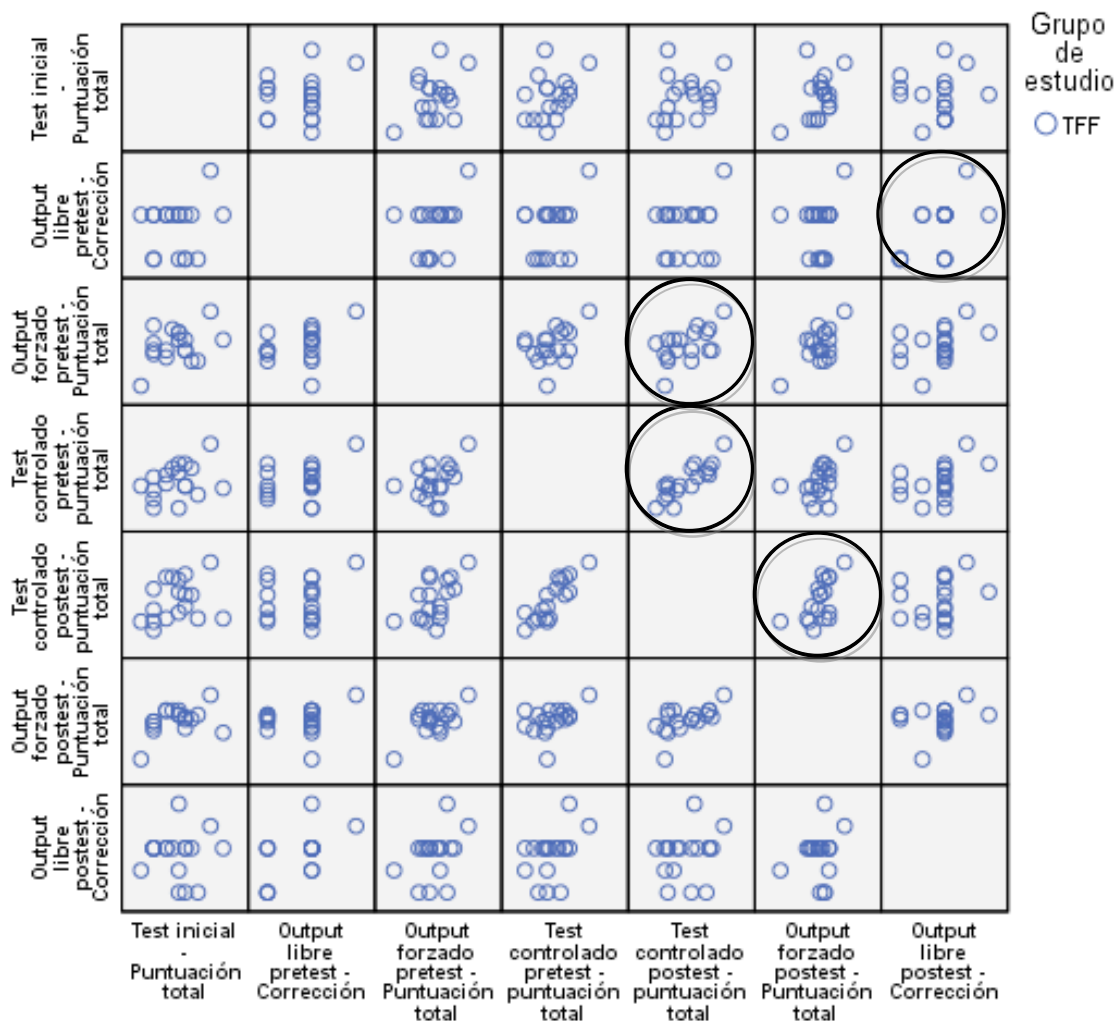 Grupo
de
estudio
TFF
Test inicial
-
Puntuación
total
Output
libre
pretest -
Corrección
Output
forzado
pretest -
Puntuación
total
Test
controlado
pretest -
puntuación
total
Test
controlado
postest -
puntuación
total
Output
forzado
postest -
Puntuación
total
Output
libre
postest -
Corrección
Test inicial
-
Puntuación
total
Output
libre
pretest -
Corrección
Output
forzado
pretest -
Puntuación
total
Test
controlado
pretest -
puntuación
total
Test
controlado
postest -
puntuación
total
Output
forzado
postest -
Puntuación
total
Output
libre
postest -
Corrección